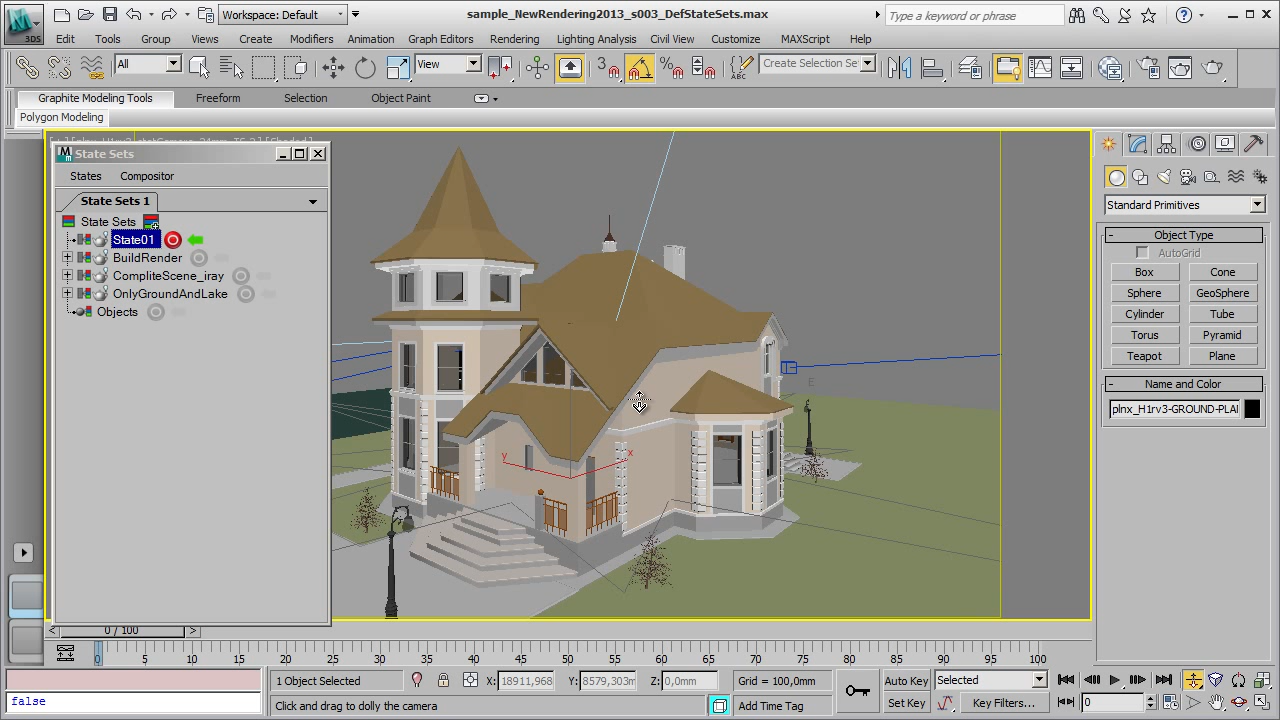 Workspace: Default
sample_NewRendering2013_s003_DefStateSets.max
Type a keyword or phrase
3DS
Edit Tools Group Views Create Modifiers Animation Graph Editors Rendering Lighting Analysis Civil View Customize MAXScript Help
All
View
3
Create Selection Se
Graphite Modeling Tools Freeform Selection Object Paint
Polygon Modeling
State Sets
States Compositor
State Sets 1
State Sets
State01
BuildRender
CompliteScene_iray
OnlyGroundAndLake
Objects
y
x
E
Standard Primitives
- Object Type
AutoGrid
Box Cone
Sphere GeoSphere
Cylinder Tube
Torus Pyramid
Teapot Plane
- Name and Color
plnx_H1rv3-GROUND-PLAI
< 0 / 100 >
0 5 10 15 20 25 30 35 40 45 50 55 60 65 70 75 80 85 90 95 100
1 Object Selected X: 18911,968 Y: 8579,303m Z: 0,0mm Grid = 100,0mm Auto Key Selected
false
Click and drag to dolly the camera Add Time Tag Set Key Key Filters... 0